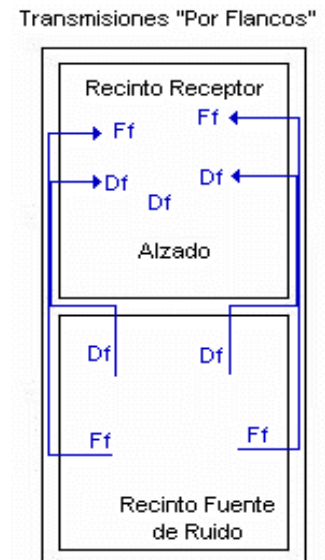 Transmisiones "Por Flancos"
Recinto Receptor
Ff Ff
Df Df
Df
Alzado
Df Df
Ff Ff
Recinto Fuente
de Ruido